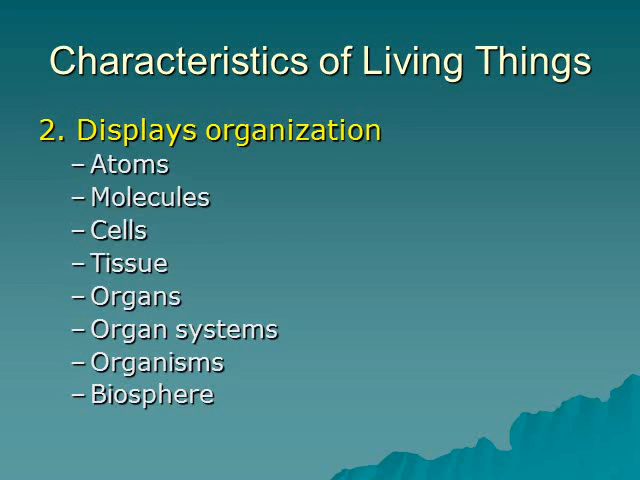 Characteristics of Living Things
2. Displays organization
– Atoms
– Molecules
– Cells
– Tissue
– Organs
– Organ systems
– Organisms
– Biosphere